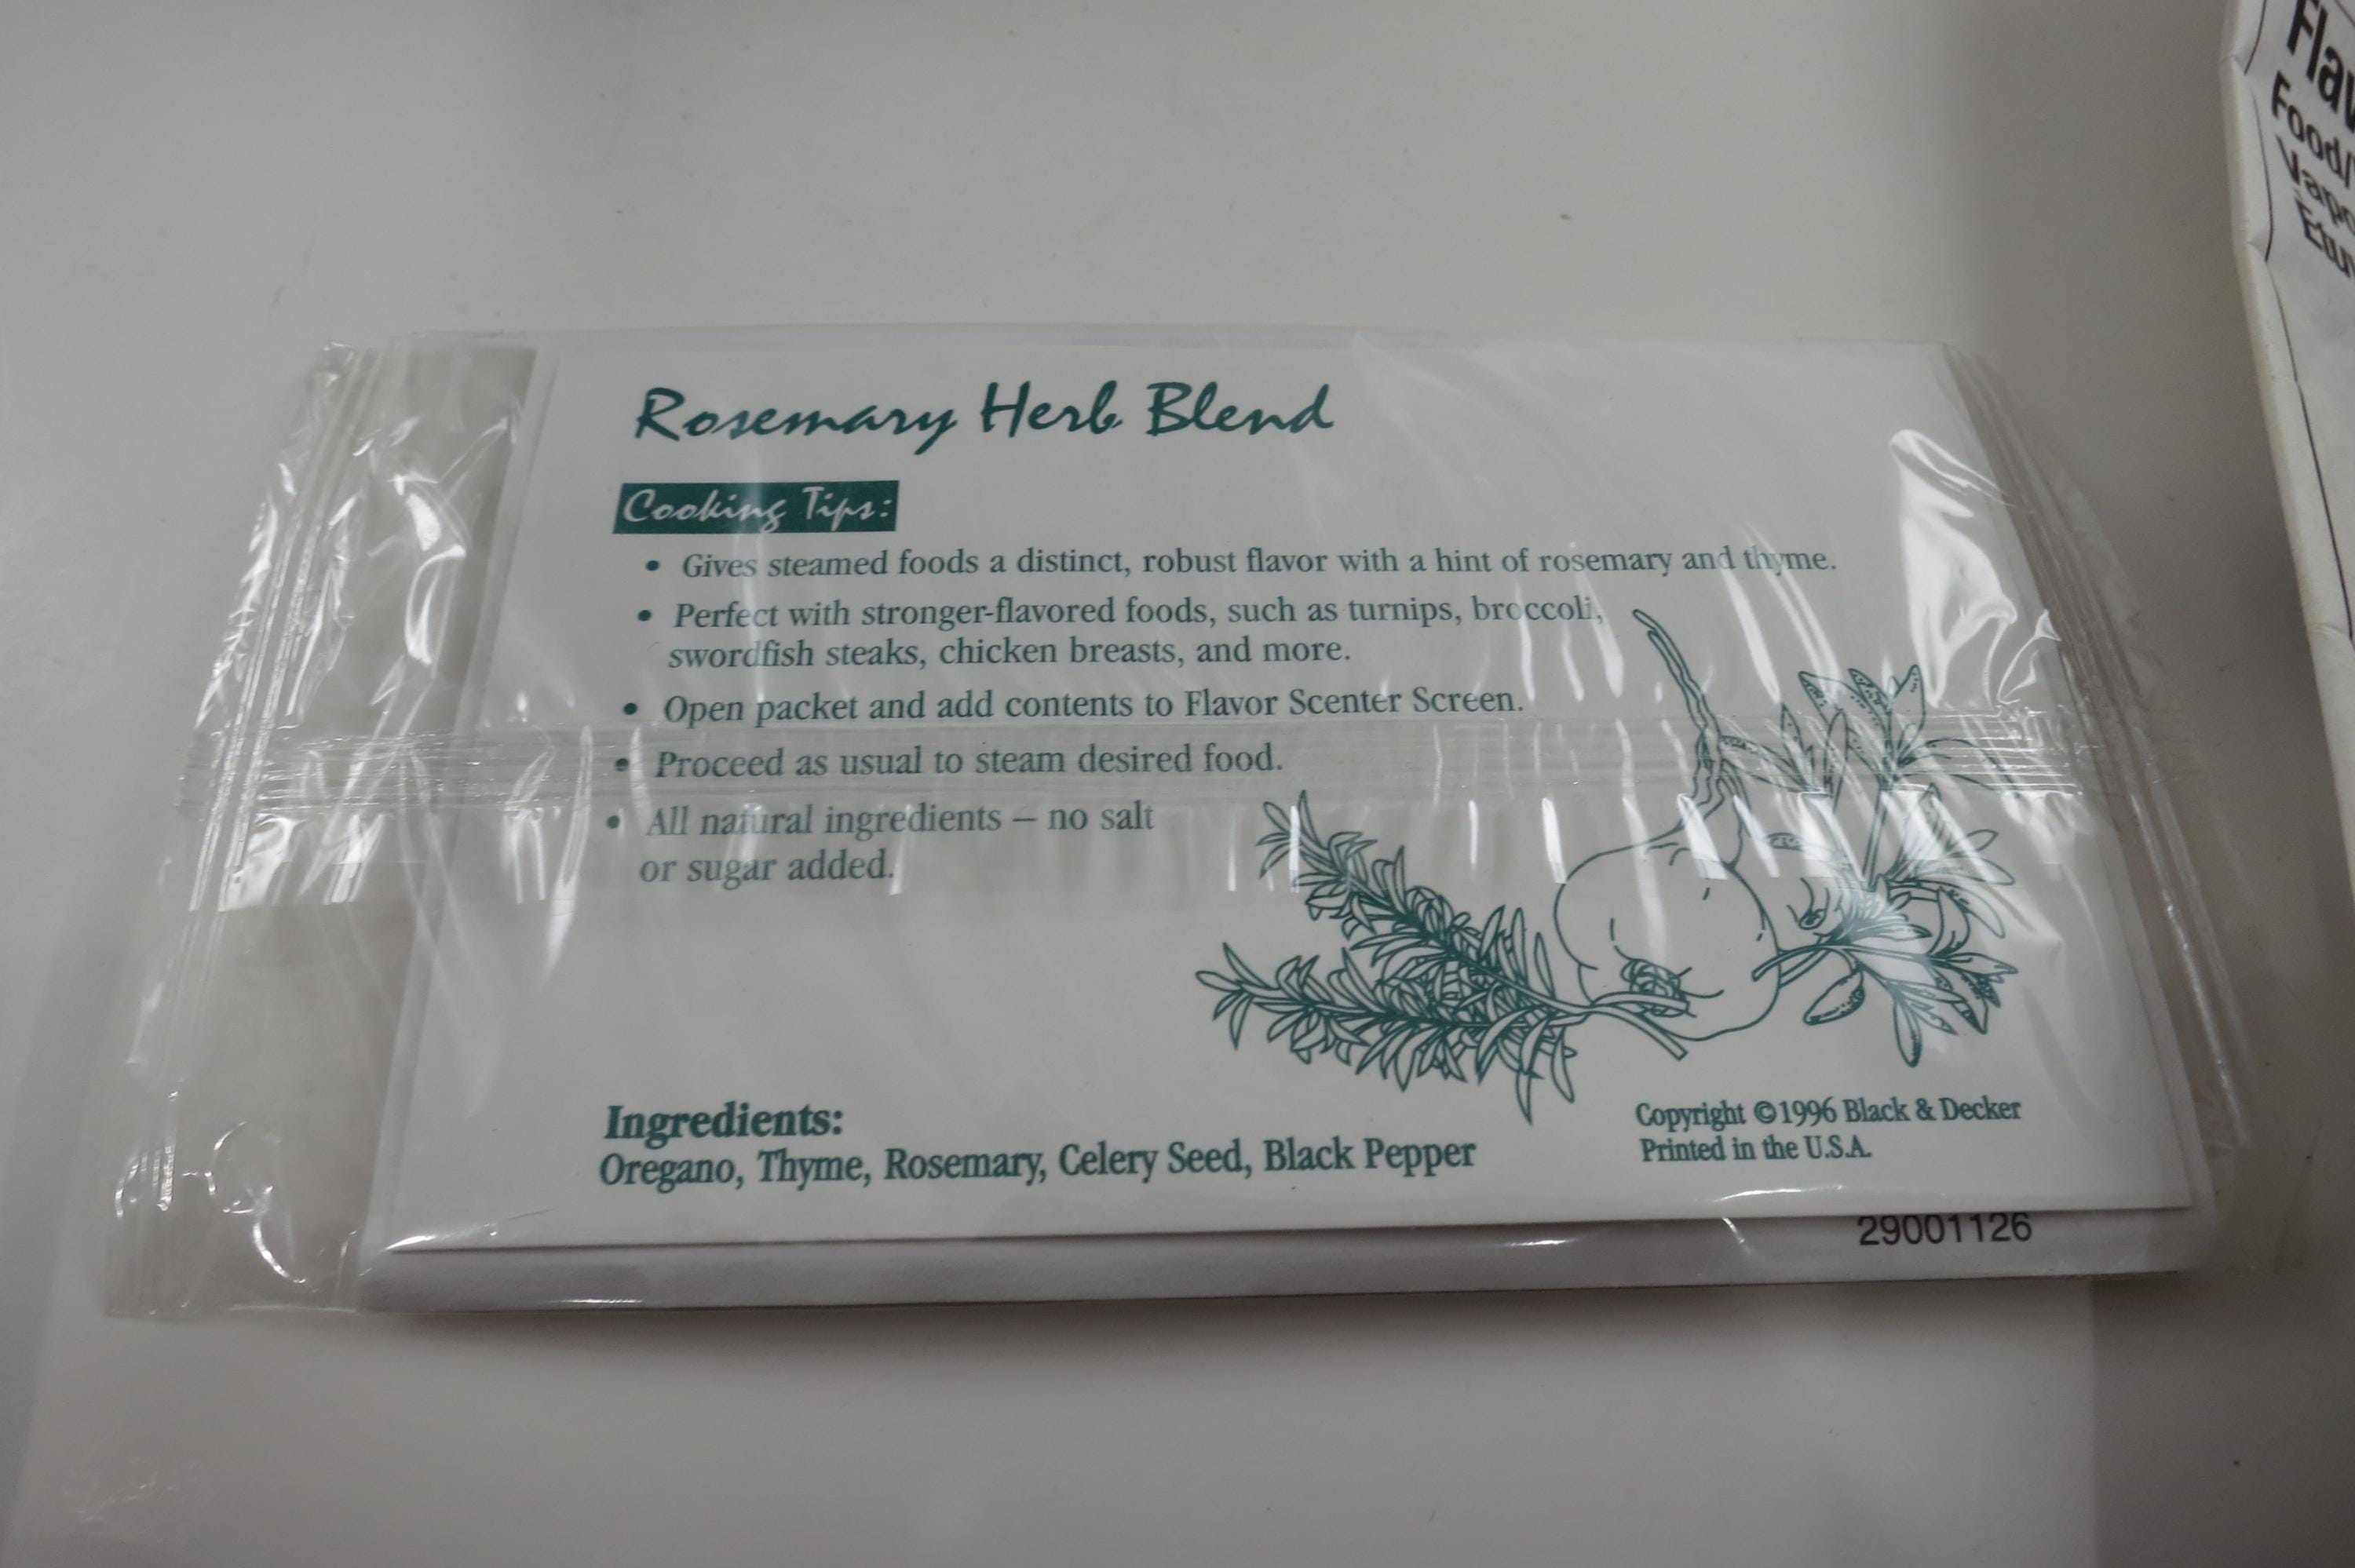 Rosemary Herb Blend
Cooking Tips:
• Gives steamed foods a distinct, robust flavor with a hint of rosemary and thyme.
• Perfect with stronger-flavored foods, such as turnips, broccoli,
swordfish steaks, chicken breasts, and more.
• Open packet and add contents to Flavor Scenter Screen.
• Proceed as usual to steam desired food.
• All natural ingredients – no salt
or sugar added.
Ingredients:
Oregano, Thyme, Rosemary, Celery Seed, Black Pepper
Copyright ©1996 Black & Decker
Printed in the U.S.A.
29001126
Food/